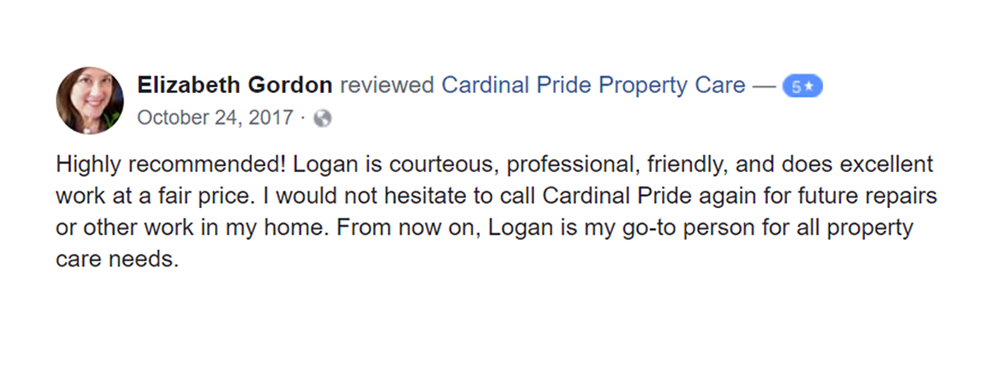 Elizabeth Gordon reviewed Cardinal Pride Property Care — 5★
October 24, 2017 ·
Highly recommended! Logan is courteous, professional, friendly, and does excellent
work at a fair price. I would not hesitate to call Cardinal Pride again for future repairs
or other work in my home. From now on, Logan is my go-to person for all property
care needs.